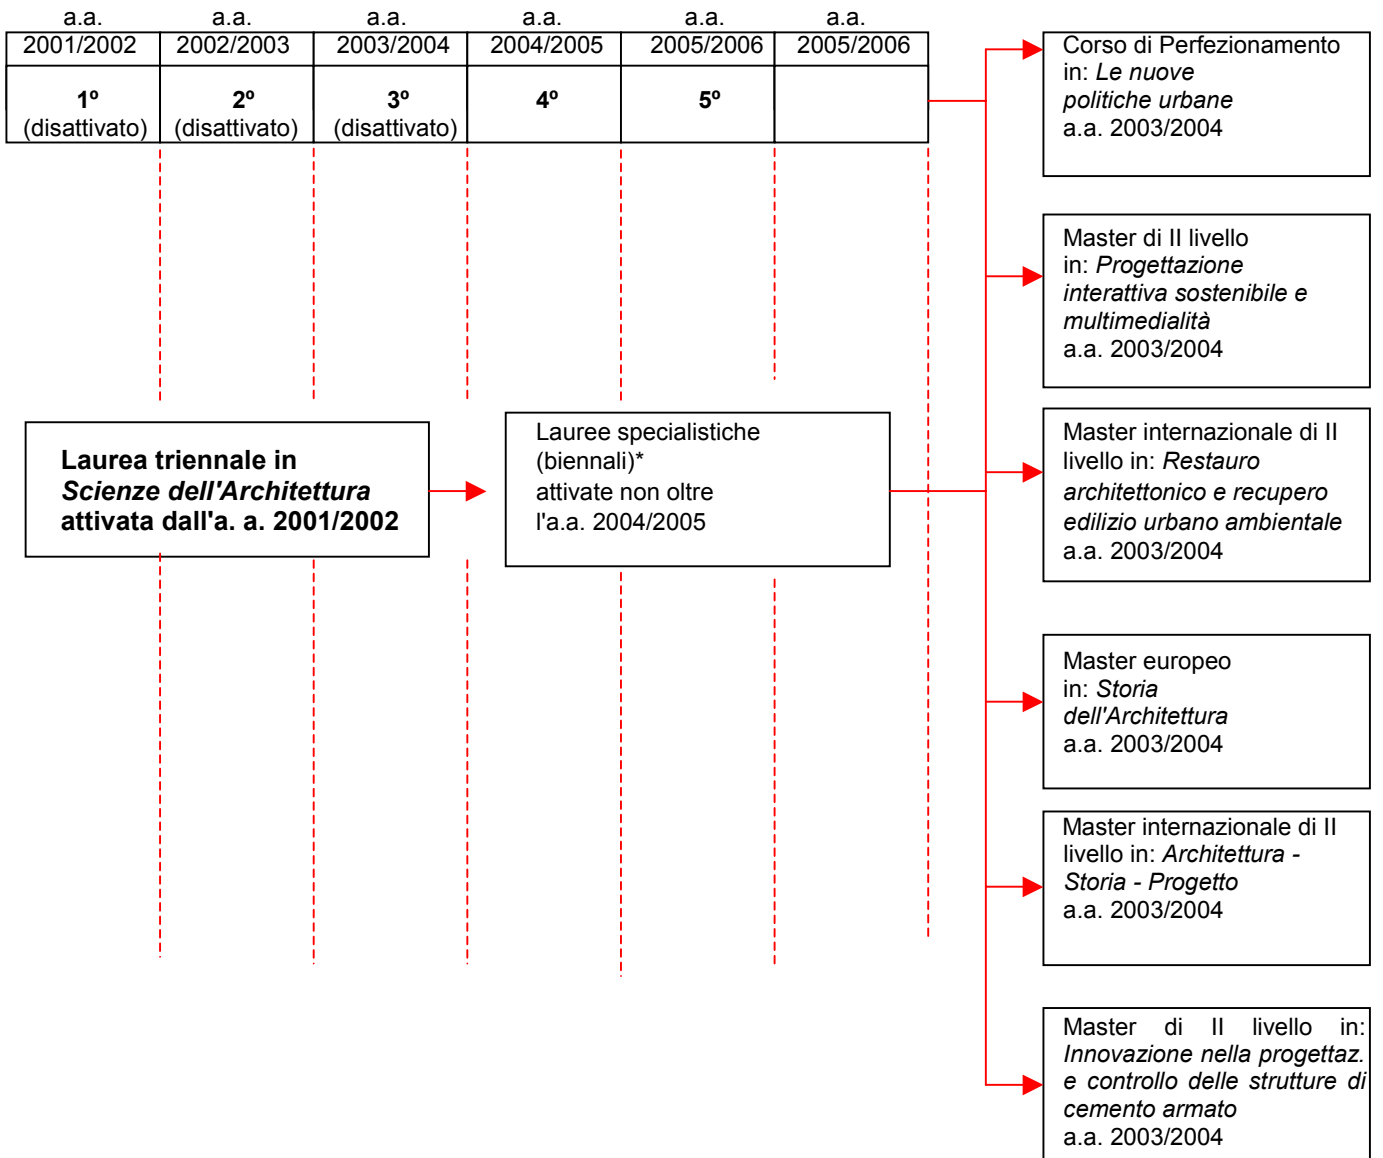 a.a. a.a. a.a. a.a. a.a. a.a.
2001/2002 2002/2003 2003/2004 2004/2005 2005/2006 2005/2006
1º 2º 3º 4º 5º
(disattivato) (disattivato) (disattivato)
Corso di Perfezionamento
in: Le nuove
politiche urbane
a.a. 2003/2004
Master di II livello
in: Progettazione
interattiva sostenibile e
multimedialità
a.a. 2003/2004
Laurea triennale in
Scienze dell'Architettura
attivata dall'a. a. 2001/2002
Lauree specialistiche
(biennali)*
attivate non oltre
l'a.a. 2004/2005
Master internazionale di II
livello in: Restauro
architettonico e recupero
edilizio urbano ambientale
a.a. 2003/2004
Master europeo
in: Storia
dell'Architettura
a.a. 2003/2004
Master internazionale di II
livello in: Architettura -
Storia - Progetto
a.a. 2003/2004
Master di II livello in:
Innovazione nella progettaz.
e controllo delle strutture di
cemento armato
a.a. 2003/2004